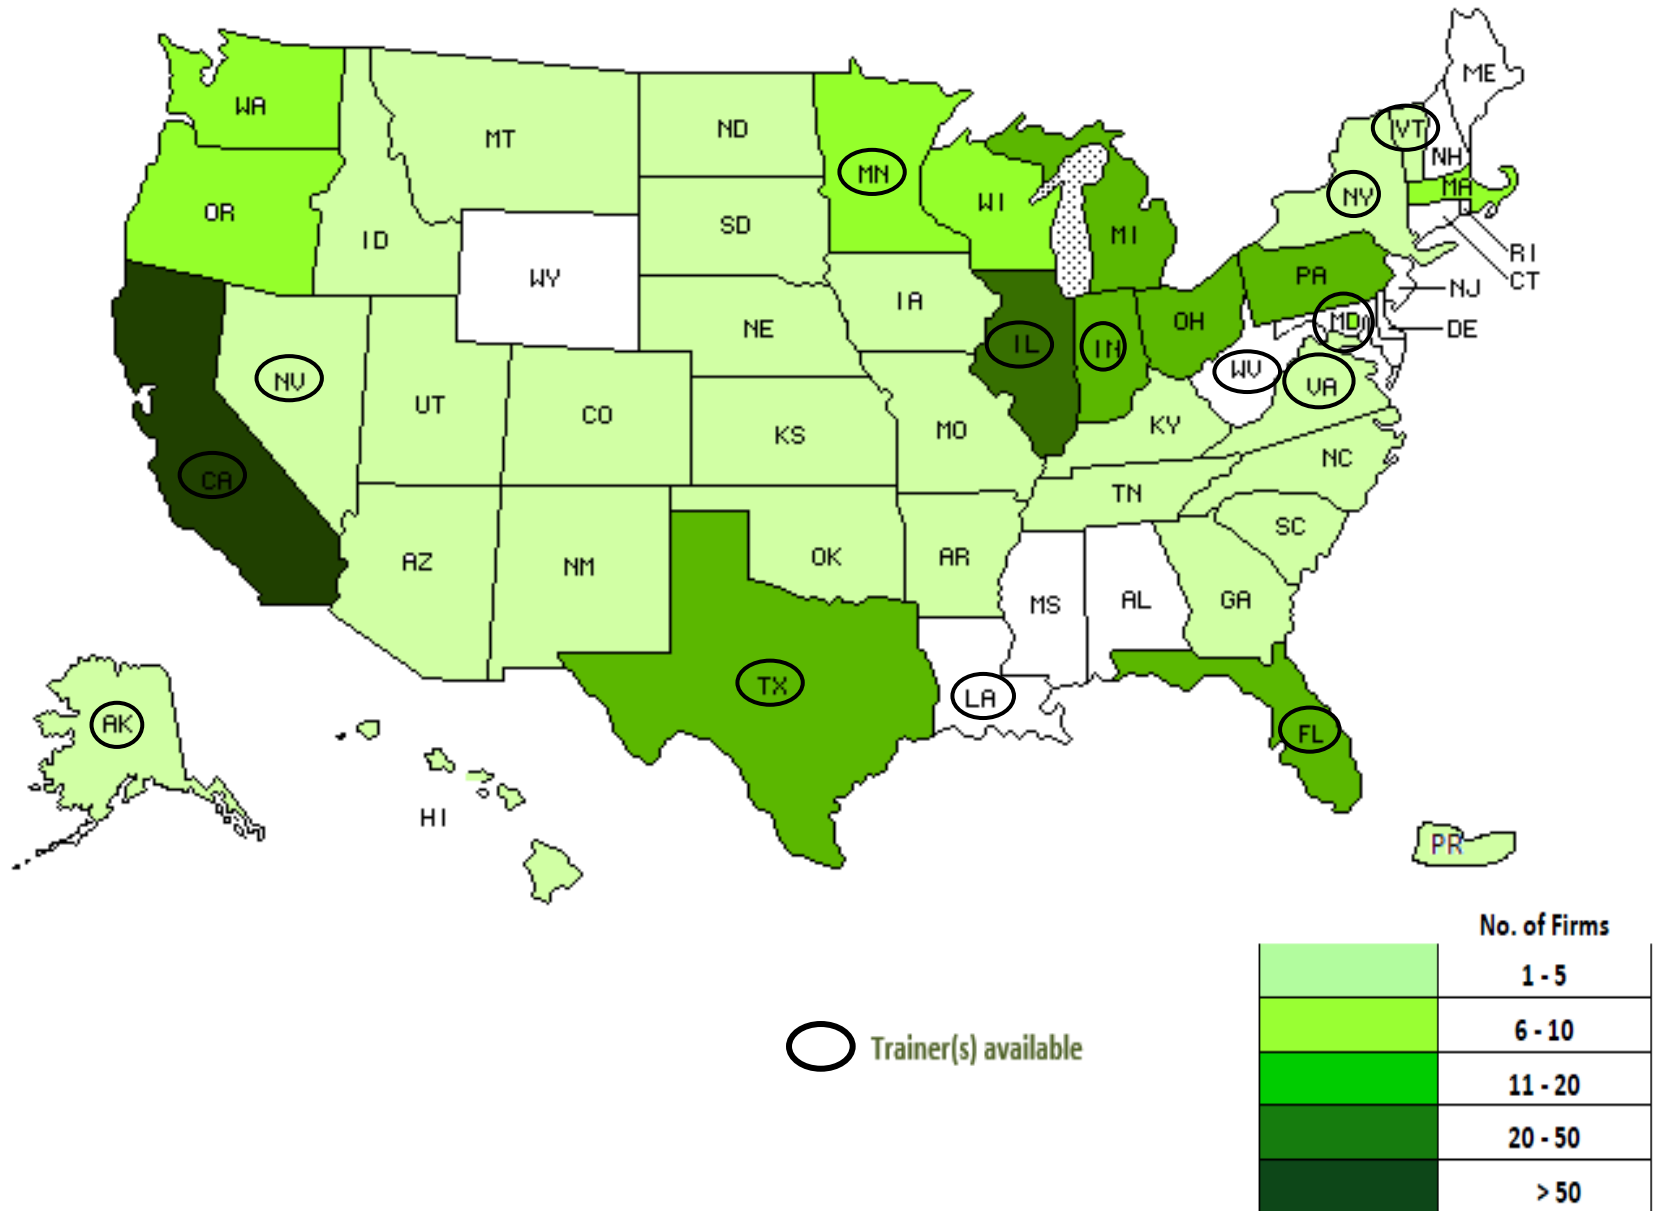 ME
WA
VT
ND
MT
NH
MN
MA
NY
WI
OR
SD
MI
ID
RI
PA
WY
CT
NJ
IA
OH
MD
NE
DE
IL
IN
WV
NV
VA
UT
CO
KY
KS
MO
NC
CA
TN
SC
AZ
NM
OK
AR
MS
AL
GA
TX
LA
AK
FL
HI
PR
No. of Firms
1 - 5
6 - 10
Trainer(s) available
11 - 20
20 - 50
> 50